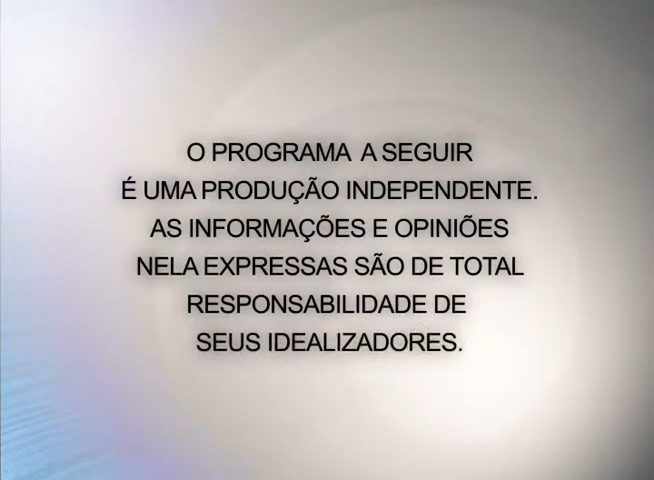 O PROGRAMA A SEGUIR
É UMA PRODUÇÃO INDEPENDENTE.
AS INFORMAÇÕES E OPINIÕES
NELA EXPRESSAS SÃO DE TOTAL
RESPONSABILIDADE DE
SEUS IDEALIZADORES.